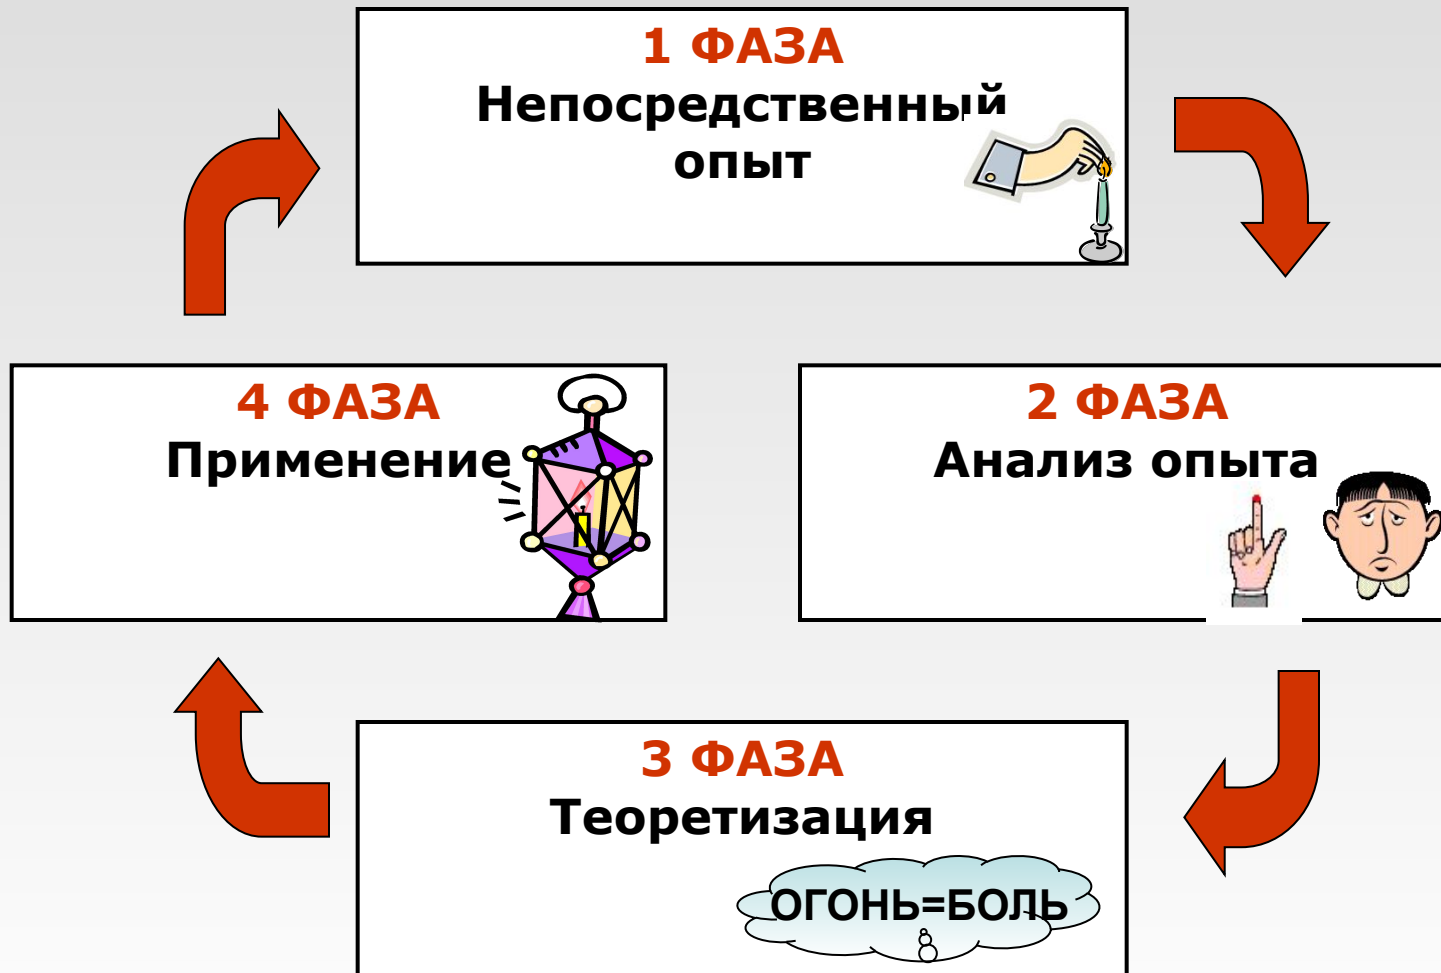 1 ФАЗА
Непосредственный
опыт
4 ФАЗА
Применение
2 ФАЗА
Анализ опыта
3 ФАЗА
Теоретизация
ОГОНЬ=БОЛЬ